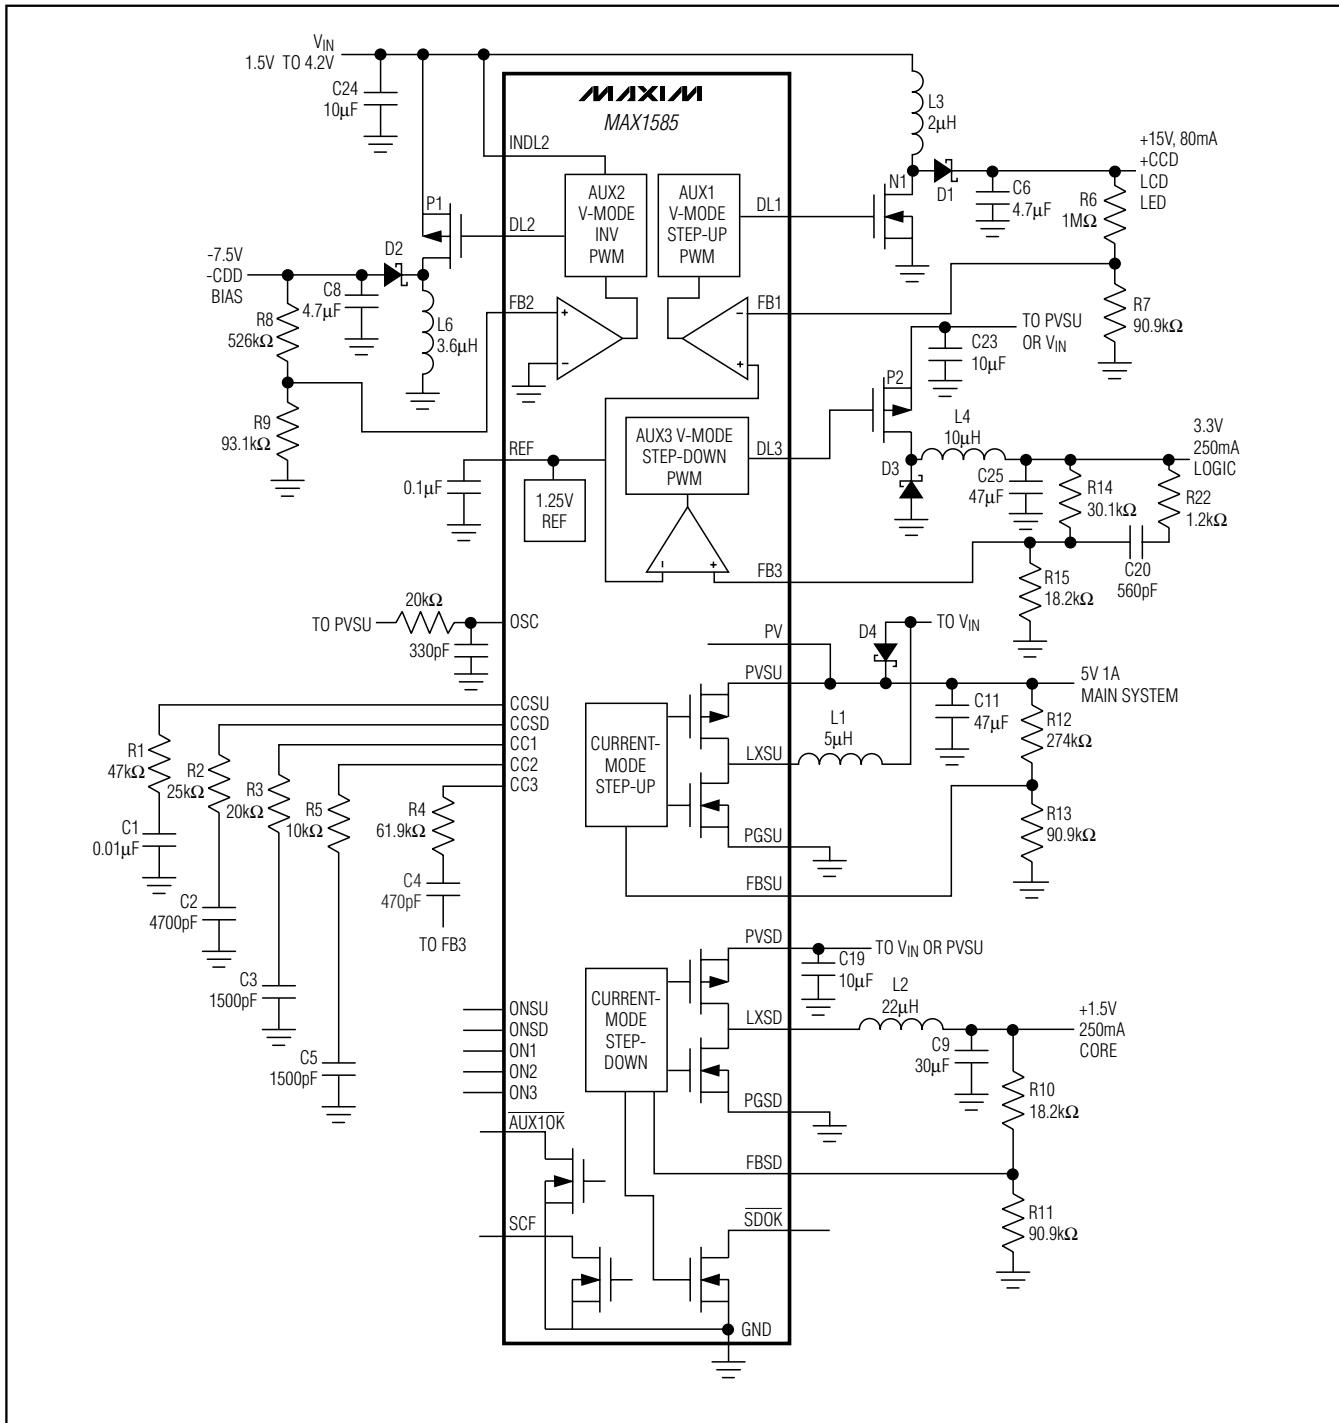 VIN
1.5V TO 4.2V
C24
10µF
MAXIM
MAX1585
L3
2µH
+15V, 80mA
+CCD
LCD
LED
INDL2
AUX2
V-MODE
INV
PWM
AUX1
V-MODE
STEP-UP
PWM
DL1
N1
D1
C6
4.7µF
R6
1MΩ
P1
DL2
-7.5V
-CDD
BIAS
D2
C8
4.7µF
R8
526kΩ
L6
3.6µH
FB2
+
−
FB1
−
+
R7
90.9kΩ
TO PVSU
OR VIN
C23
10µF
P2
R9
93.1kΩ
AUX3 V-MODE
STEP-DOWN
PWM
DL3
L4
10µH
3.3V
250mA
LOGIC
REF
0.1µF
1.25V
REF
D3
C25
47µF
R14
30.1kΩ
R22
1.2kΩ
−
+
FB3
C20
560pF
R15
18.2kΩ
20kΩ
TO PVSU
OSC
330pF
PV
D4
TO VIN
PVSU
5V 1A
MAIN SYSTEM
CCSU
CCSD
CC1
CC2
CC3
R1
47kΩ
R2
25kΩ
R3
20kΩ
R5
10kΩ
R4
61.9kΩ
CURRENT-
MODE
STEP-UP
LXSU
L1
5µH
C11
47µF
R12
274kΩ
PGSU
R13
90.9kΩ
C1
0.01µF
C4
470pF
FBSU
C2
4700pF
TO FB3
PVSD
TO VIN OR PVSU
C19
10µF
C3
1500pF
CURRENT-
MODE
STEP-
DOWN
LXSD
L2
22µH
+1.5V
250mA
CORE
ONSU
ONSD
ON1
ON2
ON3
C5
1500pF
C9
30µF
R10
18.2kΩ
PGSD
AUX1OK
FBSD
SCF
SDOK
R11
90.9kΩ
GND